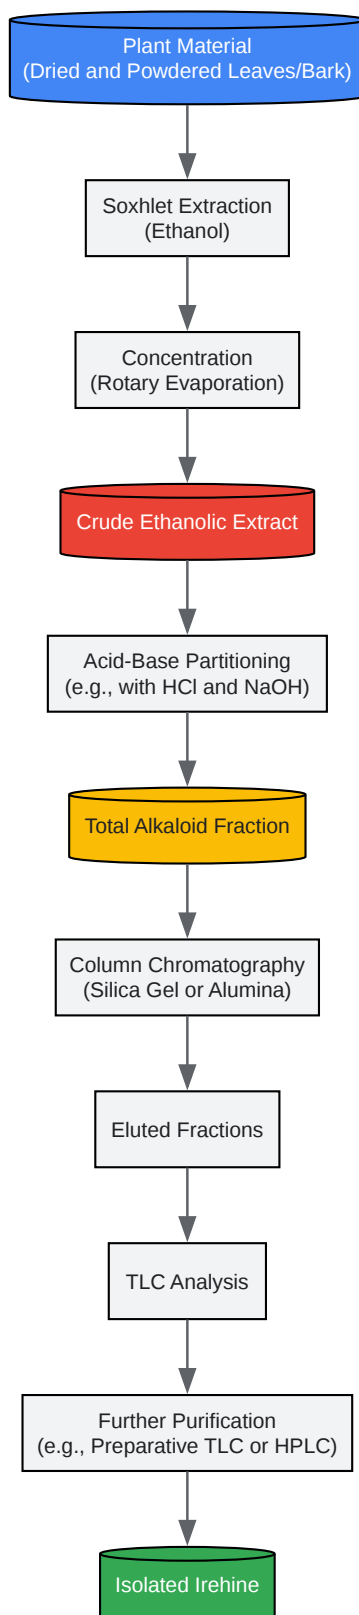 Plant Material
(Dried and Powdered Leaves/Bark)
Soxhlet Extraction
(Ethanol)
Concentration
(Rotary Evaporation)
Crude Ethanolic Extract
Acid-Base Partitioning
(e.g., with HCl and NaOH)
Total Alkaloid Fraction
Column Chromatography
(Silica Gel or Alumina)
Eluted Fractions
TLC Analysis
Further Purification
(e.g., Preparative TLC or HPLC)
Isolated Irehine